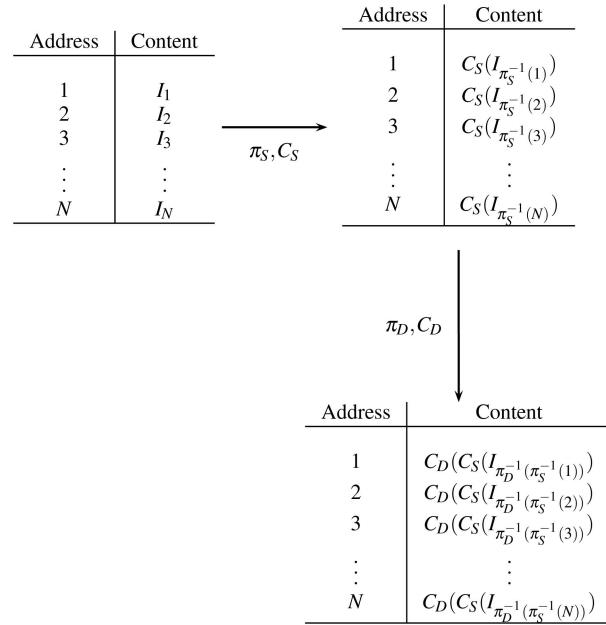 Address Content
1 I_1
2 I_2
3 I_3
⋮ ⋮
N I_N
π_S, C_S
Address Content
1 C_S(I_{π_S^{-1}(1)})
2 C_S(I_{π_S^{-1}(2)})
3 C_S(I_{π_S^{-1}(3)})
⋮ ⋮
N C_S(I_{π_S^{-1}(N)})
π_D, C_D
Address Content
1 C_D(C_S(I_{π_D^{-1}(π_S^{-1}(1))})
2 C_D(C_S(I_{π_D^{-1}(π_S^{-1}(2))})
3 C_D(C_S(I_{π_D^{-1}(π_S^{-1}(3))})
⋮ ⋮
N C_D(C_S(I_{π_D^{-1}(π_S^{-1}(N))})